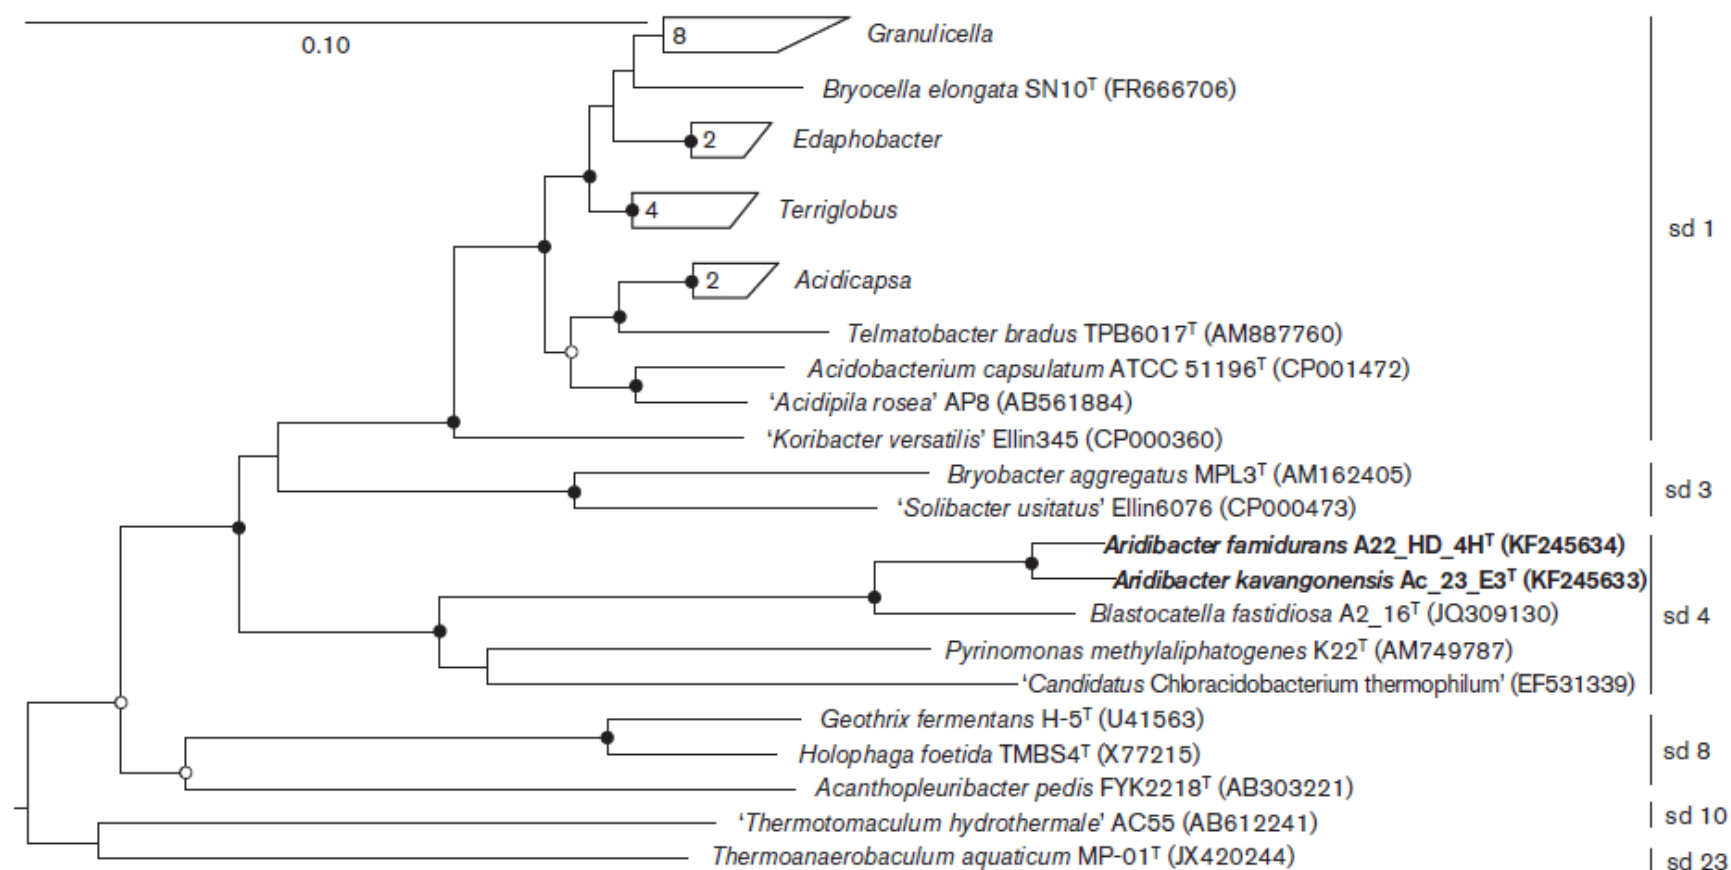 0.10
8 Granulicella
Bryocella elongata SN10ᵀ (FR666706)
2 Edaphobacter
4 Terriglobus
sd 1
2 Acidicapsa
Telmatobacter bradus TPB6017ᵀ (AM887760)
Acidobacterium capsulatum ATCC 51196ᵀ (CP001472)
‘Acidipila rosea’ AP8 (AB561884)
‘Koribacter versatilis’ Ellin345 (CP000360)
Bryobacter aggregatus MPL3ᵀ (AM162405)
sd 3
‘Solibacter usitatus’ Ellin6076 (CP000473)
Aridibacter famidurans A22_HD_4Hᵀ (KF245634)
Aridibacter kavangonensis Ac_23_E3ᵀ (KF245633)
Blastocatella fastidiosa A2_16ᵀ (JQ309130)
sd 4
Pyrinomonas methylaliphatogenes K22ᵀ (AM749787)
‘Candidatus Chloracidobacterium thermophilum’ (EF531339)
Geothrix fermentans H-5ᵀ (U41563)
Holophaga foetida TMBS4ᵀ (X77215)
sd 8
Acanthopleuribacter pedis FYK2218ᵀ (AB303221)
‘Thermotomaculum hydrothermale’ AC55 (AB612241)
sd 10
Thermoanaerobaculum aquaticum MP-01ᵀ (JX420244)
sd 23